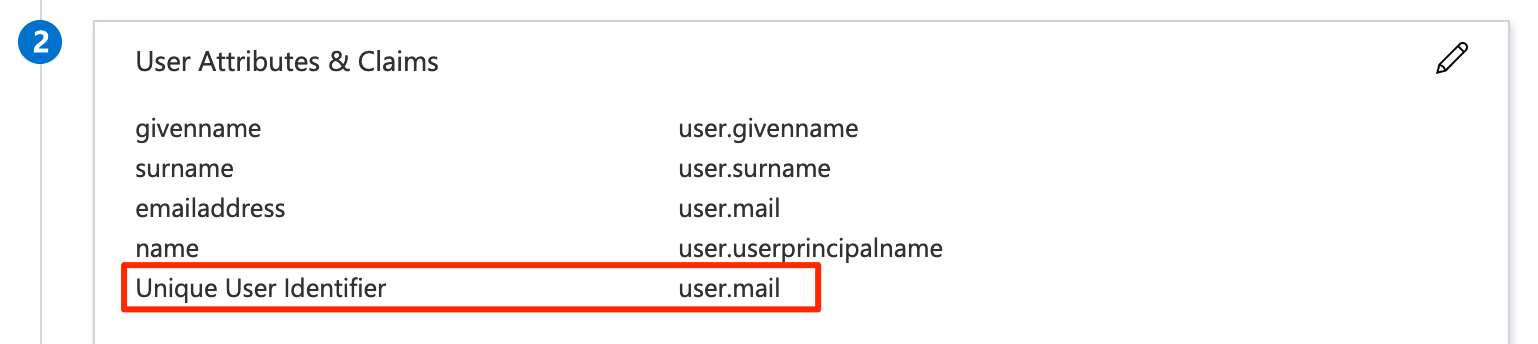 2
User Attributes & Claims
givenname user.givenname
surname user.surname
emailaddress user.mail
name user.userprincipalname
Unique User Identifier user.mail